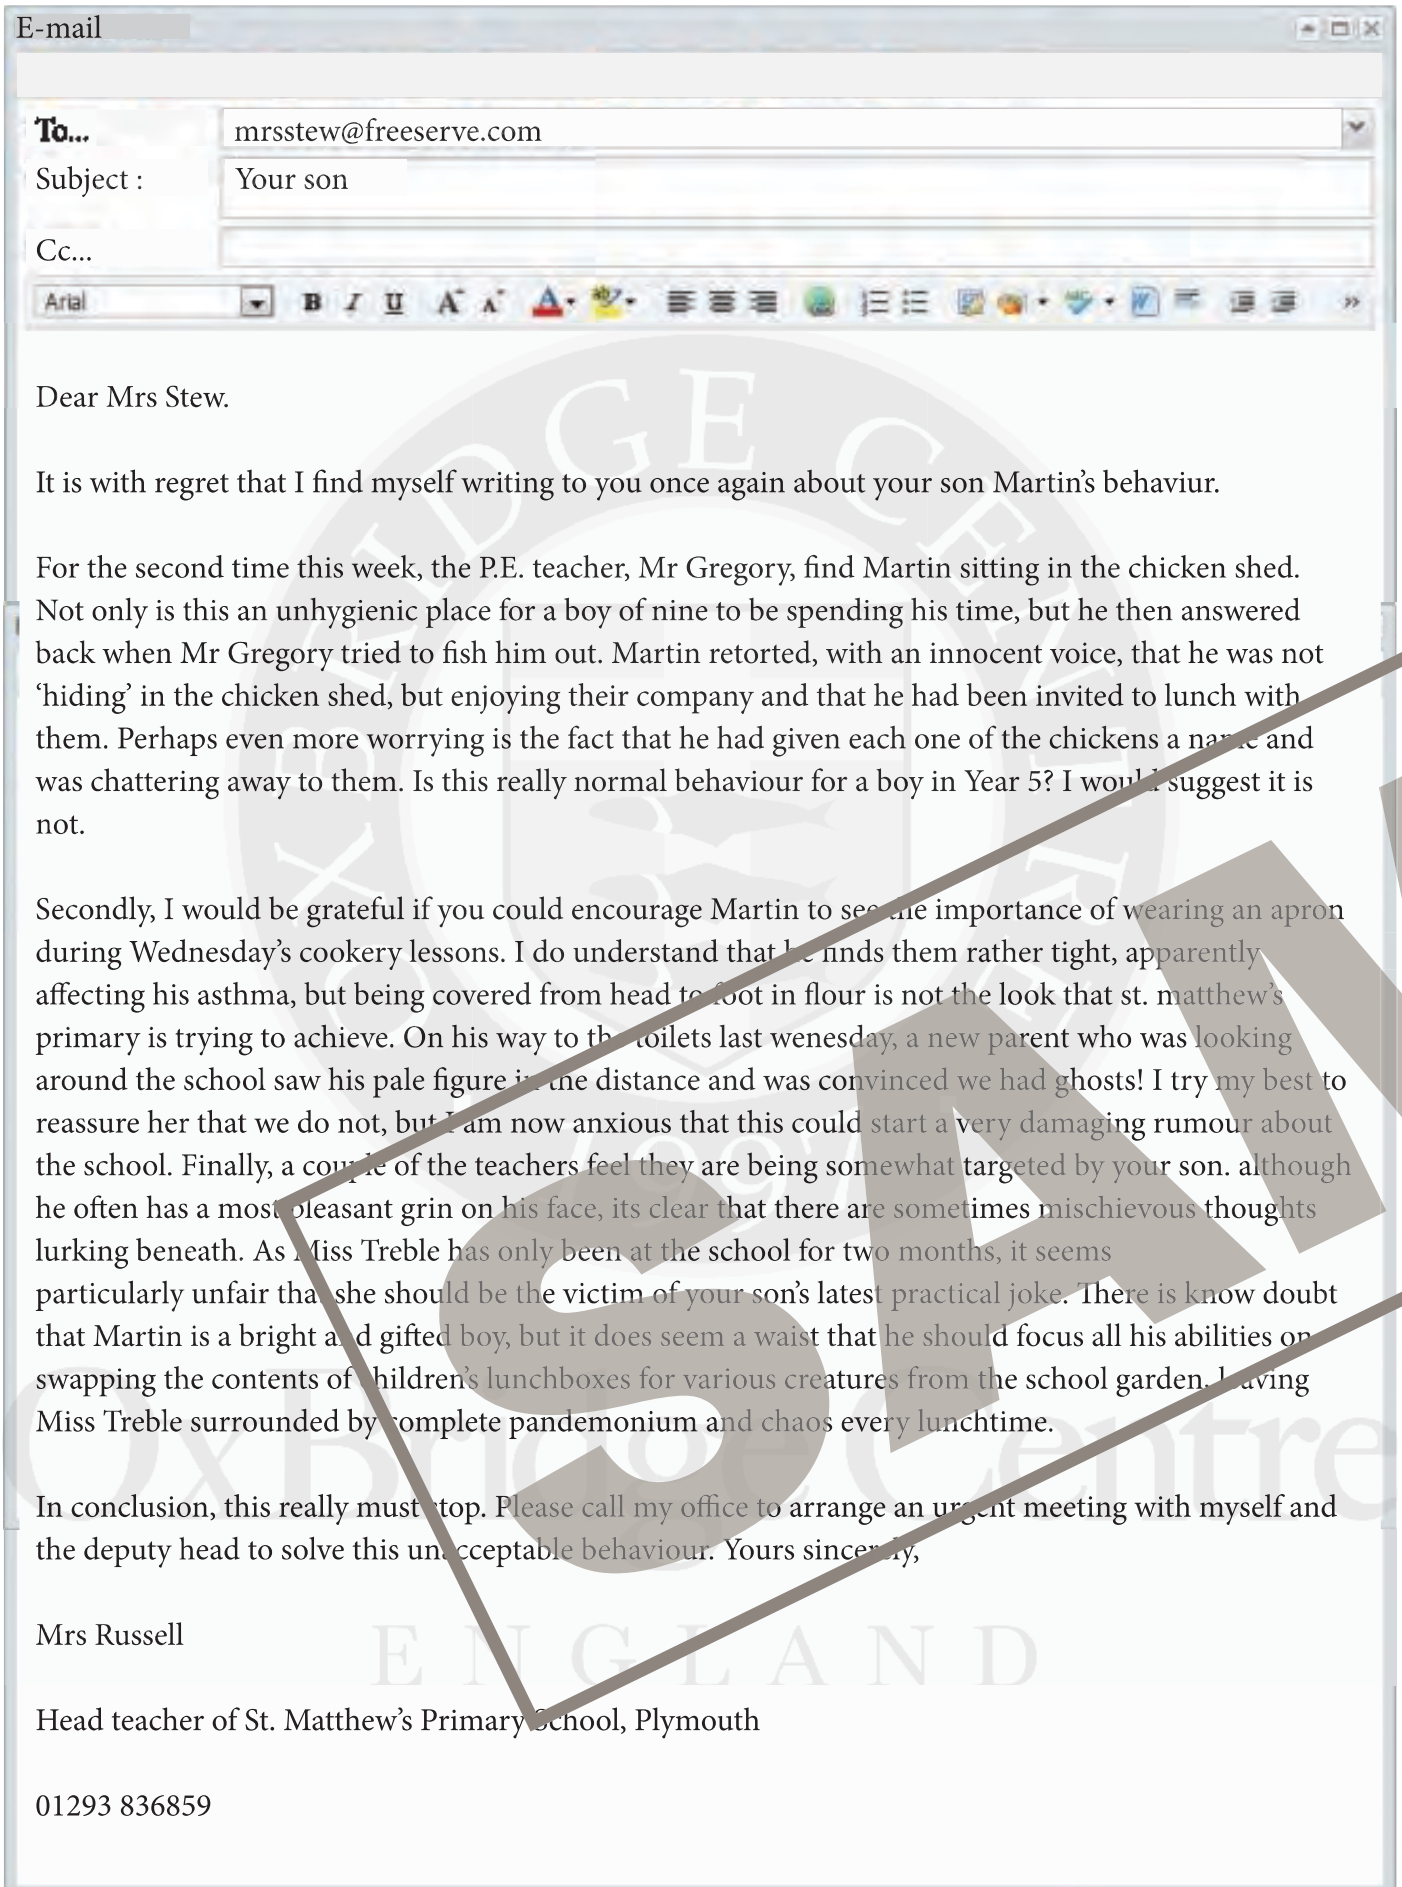 E-mail
To...
mrsstew@freeserve.com
Subject :
Your son
Cc...
Arial
Dear Mrs Stew.
It is with regret that I find myself writing to you once again about your son Martin’s behaviur.
For the second time this week, the P.E. teacher, Mr Gregory, find Martin sitting in the chicken shed.
Not only is this an unhygienic place for a boy of nine to be spending his time, but he then answered
back when Mr Gregory tried to fish him out. Martin retorted, with an innocent voice, that he was not
‘hiding’ in the chicken shed, but enjoying their company and that he had been invited to lunch with
them. Perhaps even more worrying is the fact that he had given each one of the chickens a name and
was chattering away to them. Is this really normal behaviour for a boy in Year 5? I would suggest it is
not.
Secondly, I would be grateful if you could encourage Martin to see the importance of wearing an apron
during Wednesday’s cookery lessons. I do understand that he finds them rather tight, apparently
affecting his asthma, but being covered from head to foot in flour is not the look that st. matthew’s
primary is trying to achieve. On his way to the toilets last wenesday, a new parent who was looking
around the school saw his pale figure in the distance and was convinced we had ghosts! I try my best to
reassure her that we do not, but I am now anxious that this could start a very damaging rumour about
the school. Finally, a couple of the teachers feel they are being somewhat targeted by your son. although
he often has a most pleasant grin on his face, its clear that there are sometimes mischievous thoughts
lurking beneath. As Miss Treble has only been at the school for two months, it seems
particularly unfair that she should be the victim of your son’s latest practical joke. There is know doubt
that Martin is a bright and gifted boy, but it does seem a waist that he should focus all his abilities on
swapping the contents of children’s lunchboxes for various creatures from the school garden, leaving
Miss Treble surrounded by complete pandemonium and chaos every lunchtime.
In conclusion, this really must stop. Please call my office to arrange an urgent meeting with myself and
the deputy head to solve this unacceptable behaviour. Yours sincerely,
Mrs Russell
Head teacher of St. Matthew’s Primary School, Plymouth
01293 836859
OXBRIDGE CENTRE
1997
OxBridge Centre
ENGLAND